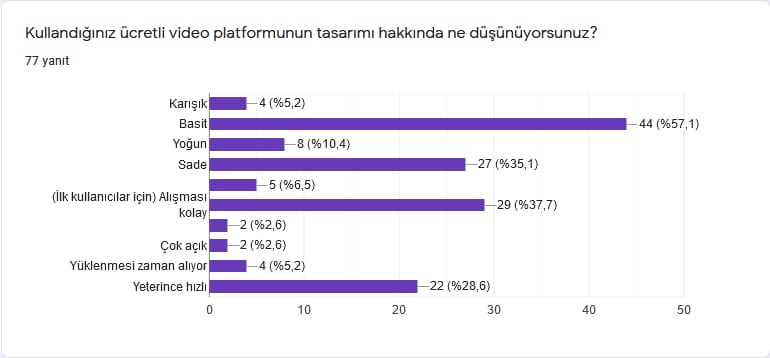 Kullandığınız ücretli video platformunun tasarımı hakkında ne düşünüyorsunuz?
77 yanıt
Karışık 4 (%5,2)
Basit 44 (%57,1)
Yoğun 8 (%10,4)
Sade 27 (%35,1)
5 (%6,5)
(İlk kullanıcılar için) Alışması
kolay
29 (%37,7)
2 (%2,6)
Çok açık 2 (%2,6)
Yüklenmesi zaman alıyor 4 (%5,2)
Yeterince hızlı 22 (%28,6)
0 10 20 30 40 50